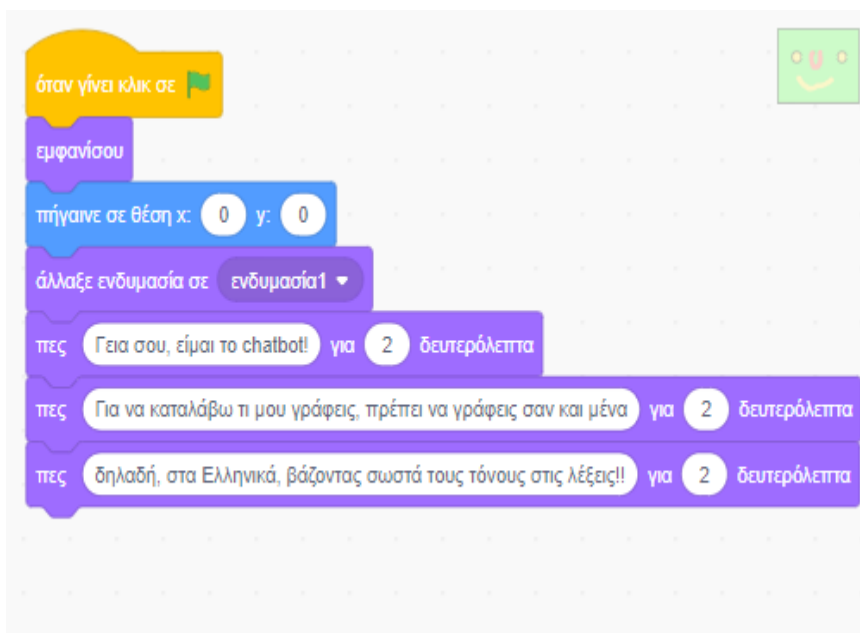 όταν γίνει κλικ σε
εμφανίσου
πήγαινε σε θέση x: 0 y: 0
άλλαξε ενδυμασία σε ενδυμασία1
πες Γεια σου, είμαι το chatbot! για 2 δευτερόλεπτα
πες Για να καταλάβω τι μου γράφεις, πρέπει να γράφεις σαν και μένα για 2 δευτερόλεπτα
πες δηλαδή, στα Ελληνικά, βάζοντας σωστά τους τόνους στις λέξεις!! για 2 δευτερόλεπτα